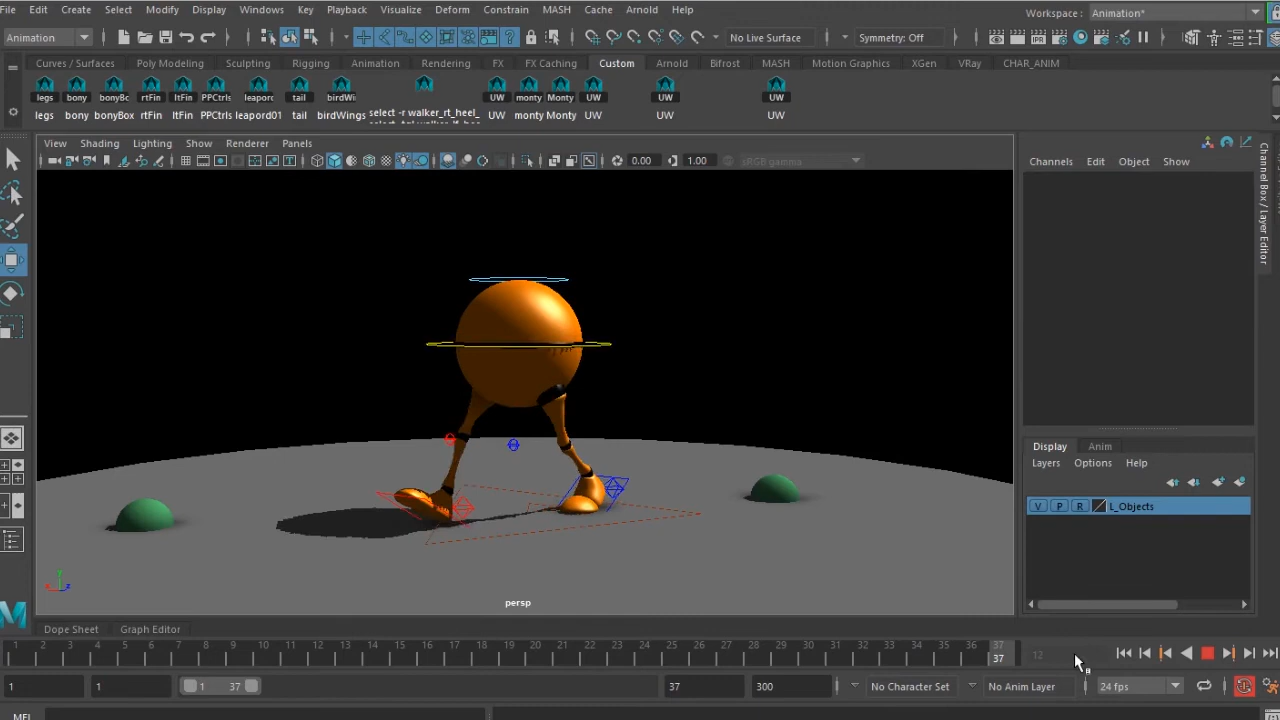 File Edit Create Select Modify Display Windows Key Playback Visualize Deform Constrain MASH Cache Arnold Help
Workspace : Animation*
Animation No Live Surface Symmetry: Off
Curves / Surfaces Poly Modeling Sculpting Rigging Animation Rendering FX FX Caching Custom Arnold Bifrost MASH Motion Graphics XGen VRay CHAR_ANIM
legs bony bonyBc rtFin ltFin PPCtrls leaporc tail birdWi UW monty Monty UW UW UW
legs bony bonyBox rtFin ltFin PPCtrls leapord01 tail birdWings select -r walker_rt_heel_ UW monty Monty UW UW UW
View Shading Lighting Show Renderer Panels
0.00 1.00 sRGB gamma
Channels Edit Object Show
Channel Box / Layer Editor
Display Anim
Layers Options Help
V P R L_Objects
persp
Dope Sheet Graph Editor
1 2 3 4 5 6 7 8 9 10 11 12 13 14 15 16 17 18 19 20 21 22 23 24 25 26 27 28 29 30 31 32 33 34 35 36 37
37
12
1 1 1 37 37 300 No Character Set No Anim Layer 24 fps
MEL